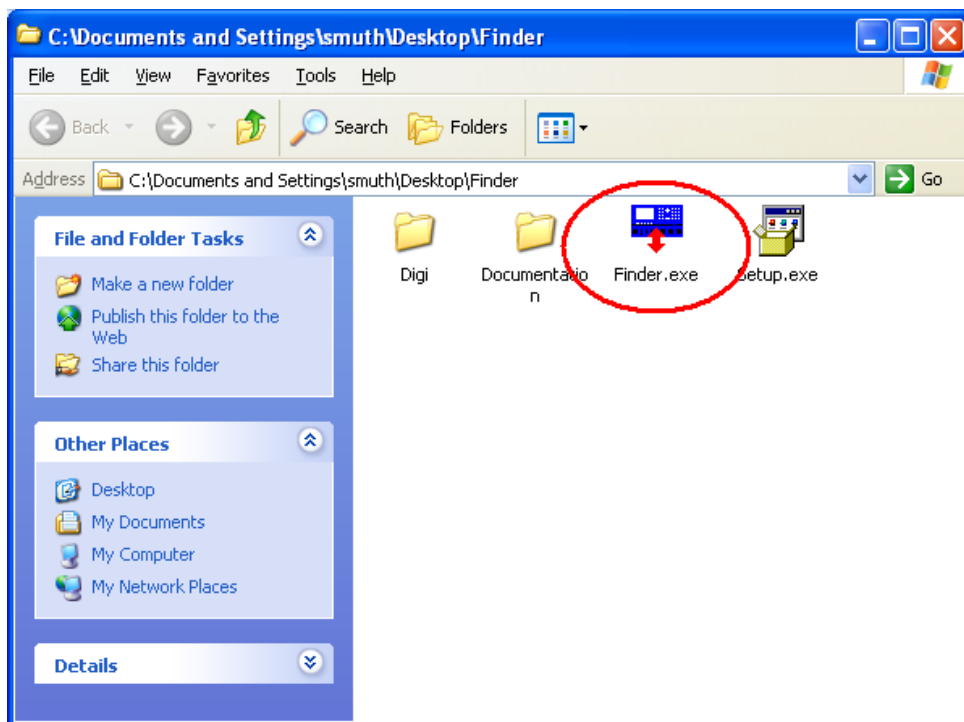 C:\Documents and Settings\smuth\Desktop\Finder
File Edit View Favorites Tools Help
Back Search Folders
Address C:\Documents and Settings\smuth\Desktop\Finder Go
File and Folder Tasks
Make a new folder
Publish this folder to the
Web
Share this folder
Other Places
Desktop
My Documents
My Computer
My Network Places
Details
Digi
Documentatio
n
Finder.exe
Setup.exe